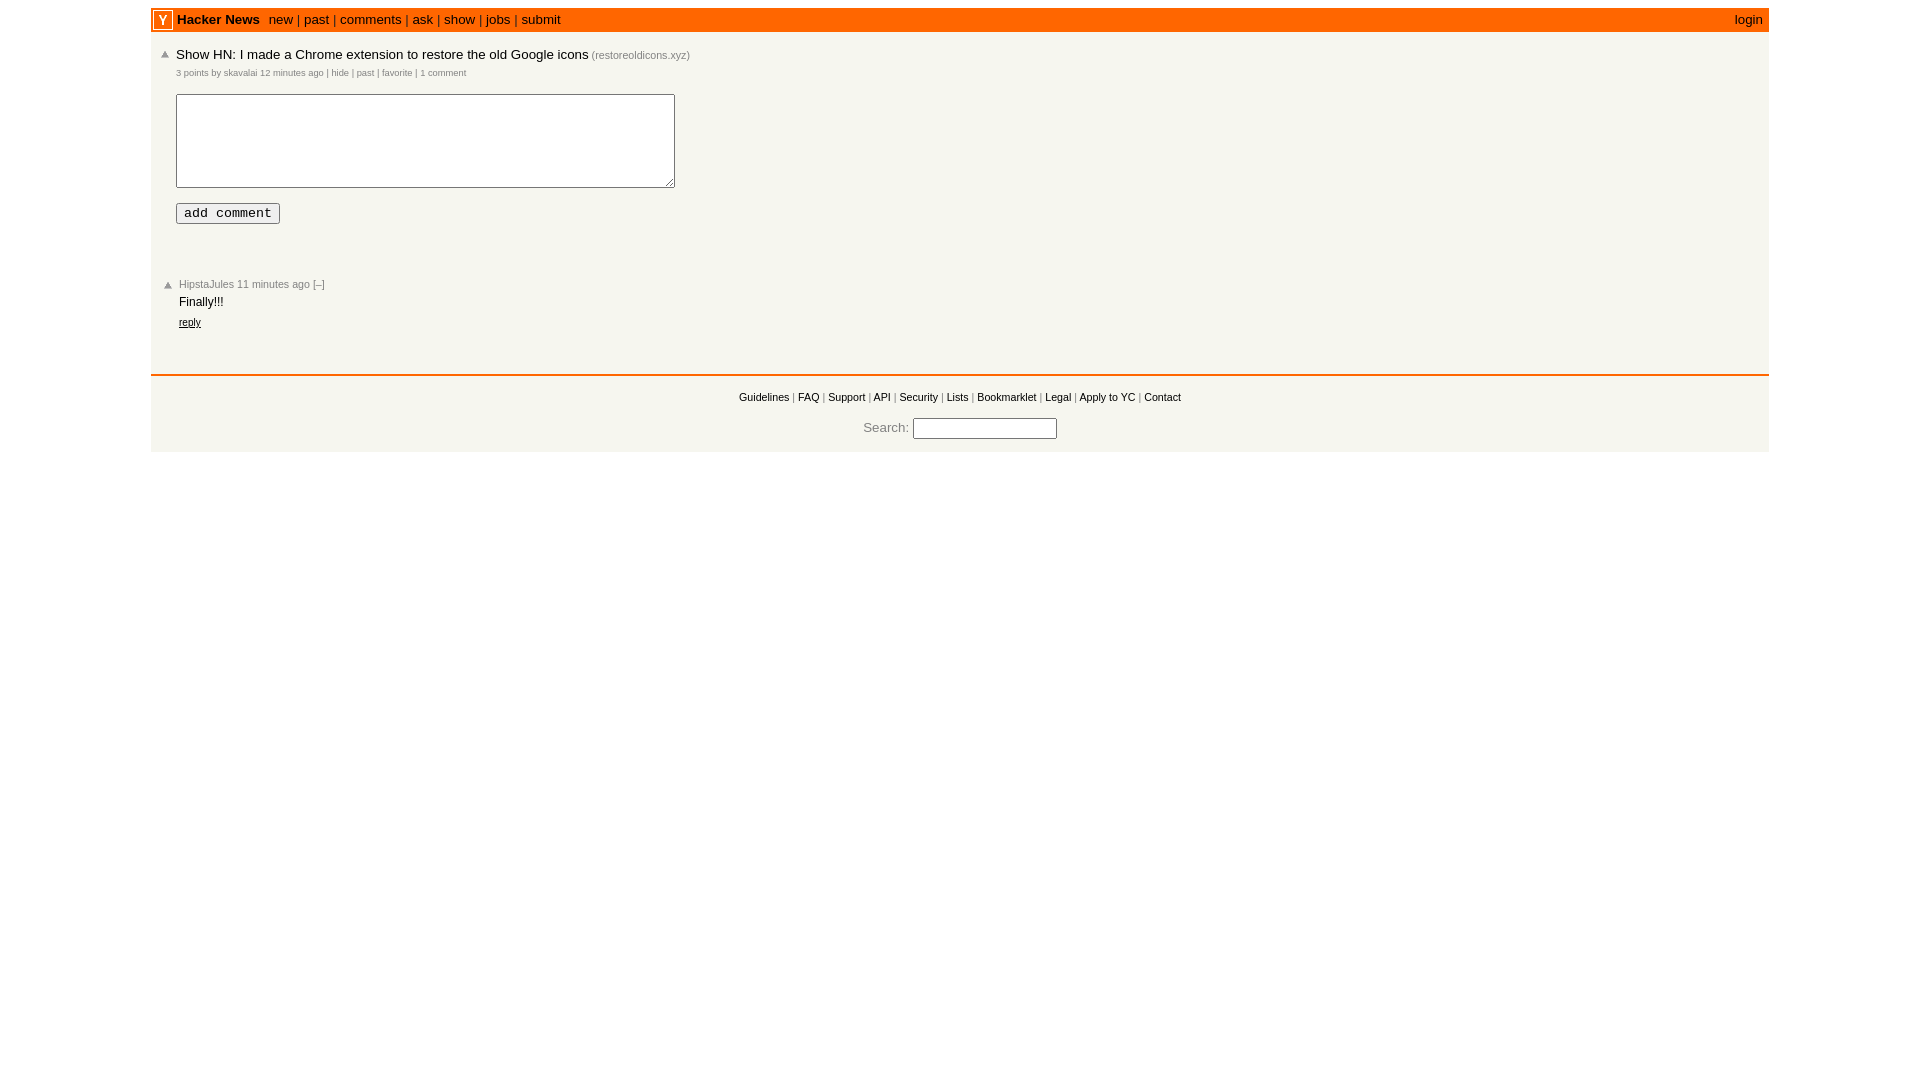 Y Hacker News new | past | comments | ask | show | jobs | submit login
Show HN: I made a Chrome extension to restore the old Google icons (restoreoldicons.xyz)
3 points by skavalai 12 minutes ago | hide | past | favorite | 1 comment
add comment
HipstaJules 11 minutes ago [–]
Finally!!!
reply
Guidelines | FAQ | Support | API | Security | Lists | Bookmarklet | Legal | Apply to YC | Contact
Search: